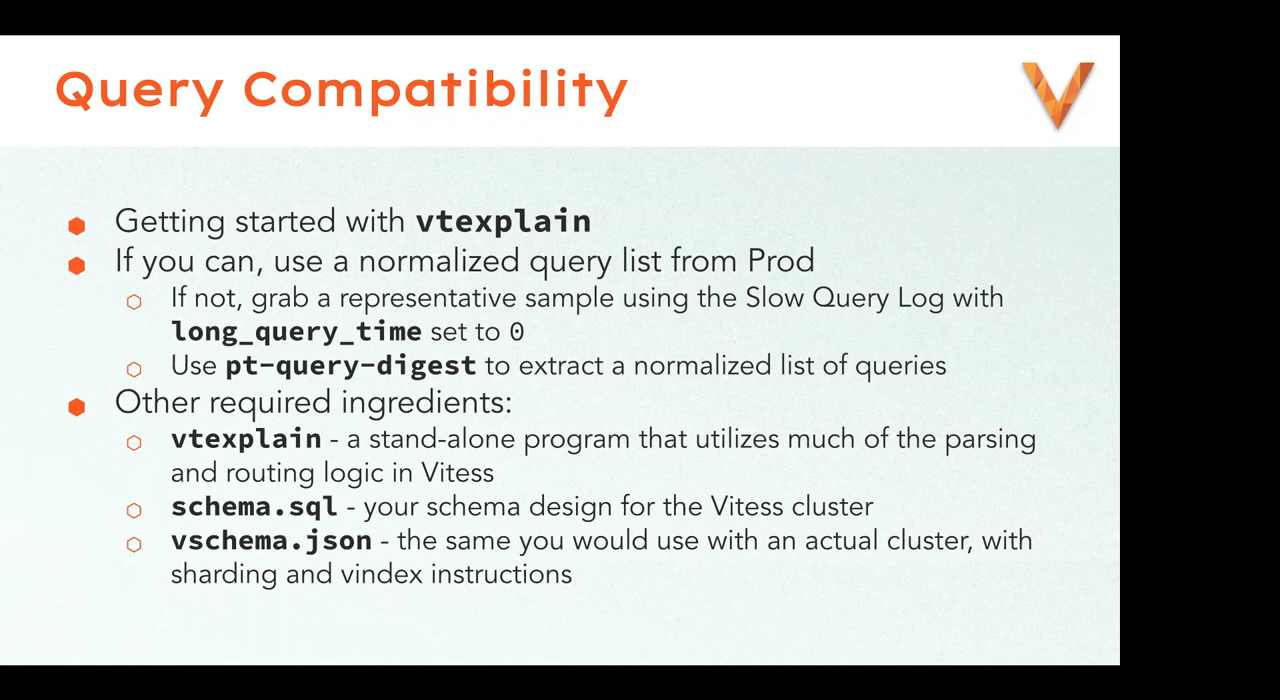 Query Compatibility
Getting started with vtexplain
If you can, use a normalized query list from Prod
If not, grab a representative sample using the Slow Query Log with
long_query_time set to 0
Use pt-query-digest to extract a normalized list of queries
Other required ingredients:
vtexplain - a stand-alone program that utilizes much of the parsing
and routing logic in Vitess
schema.sql - your schema design for the Vitess cluster
vschema.json - the same you would use with an actual cluster, with
sharding and vindex instructions